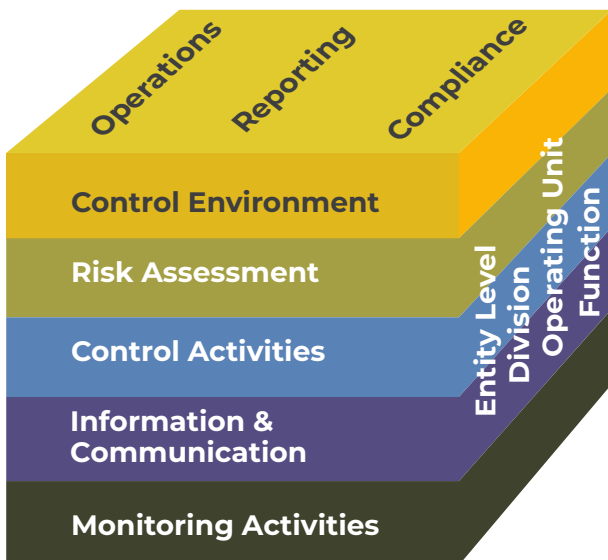 Operations
Reporting
Compliance
Control Environment
Risk Assessment
Control Activities
Information &
Communication
Monitoring Activities
Entity Level
Division
Operating Unit
Function